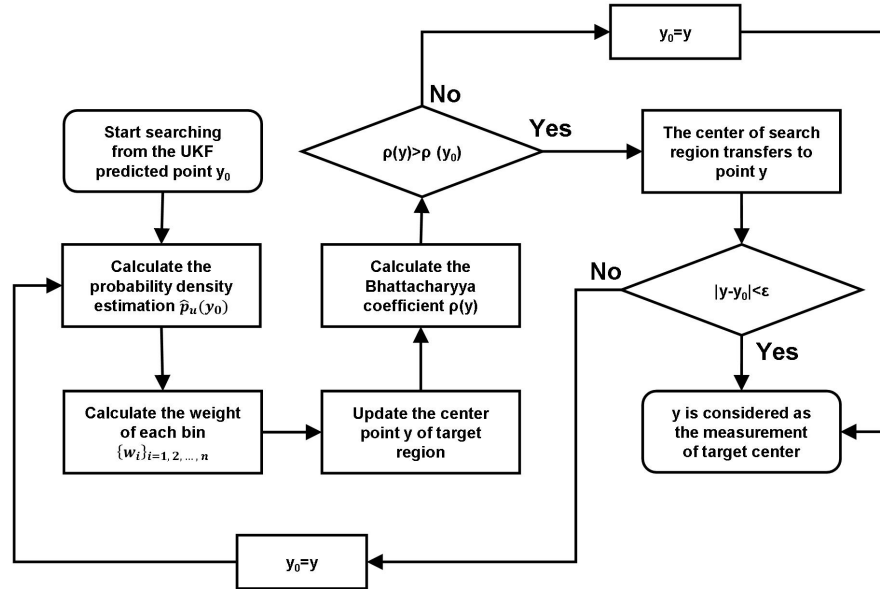 Start searching
from the UKF
predicted point y₀
Calculate the
probability density
estimation p̂ᵤ(y₀)
Calculate the weight
of each bin
{wᵢ}ᵢ₌₁, ₂, …, ₙ
Update the center
point y of target
region
Calculate the
Bhattacharyya
coefficient ρ(y)
ρ(y)>ρ (y₀)
No
y₀=y
Yes
The center of search
region transfers to
point y
|y-y₀|<ε
No
y₀=y
Yes
y is considered as
the measurement
of target center